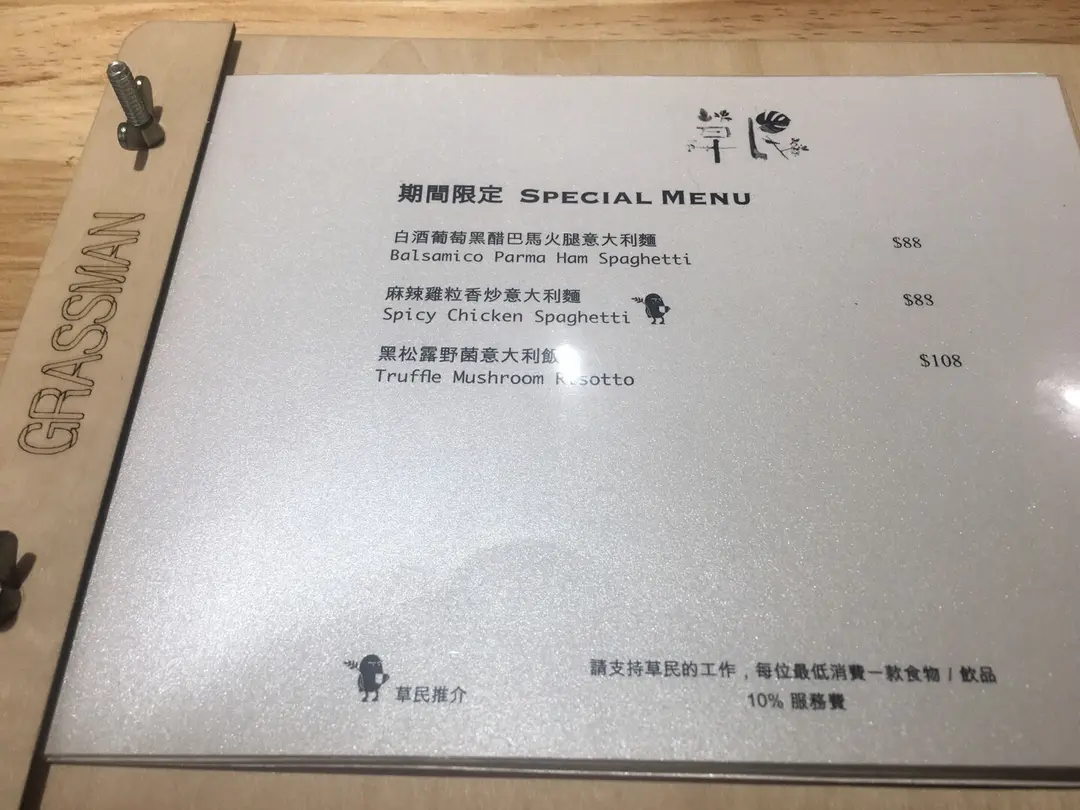 GRASSMAN
草民
期間限定 SPECIAL MENU
白酒葡萄黑醋巴馬火腿意大利麵 $88
Balsamico Parma Ham Spaghetti
麻辣雞粒香炒意大利麵 $88
Spicy Chicken Spaghetti
黑松露野菌意大利飯 $108
Truffle Mushroom Risotto
草民推介
請支持草民的工作，每位最低消費一款食物 / 飲品
10% 服務費